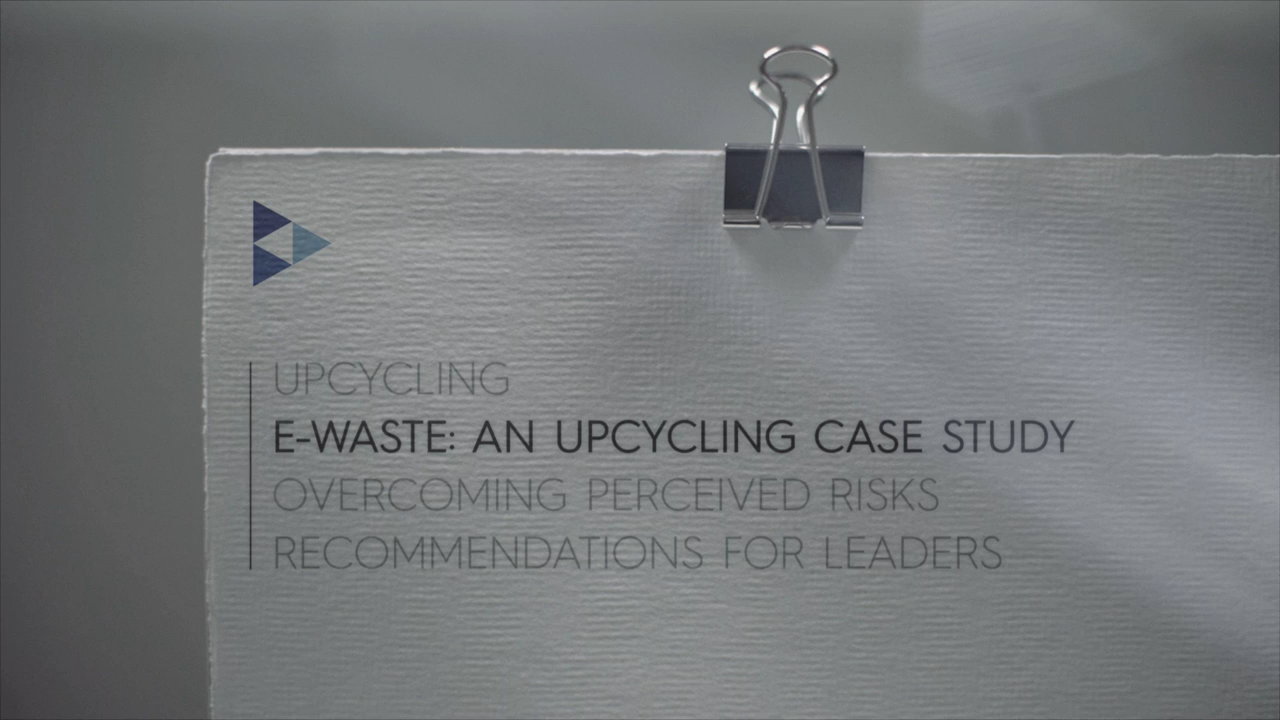 UPCYCLING
E-WASTE: AN UPCYCLING CASE STUDY
OVERCOMING PERCEIVED RISKS
RECOMMENDATIONS FOR LEADERS